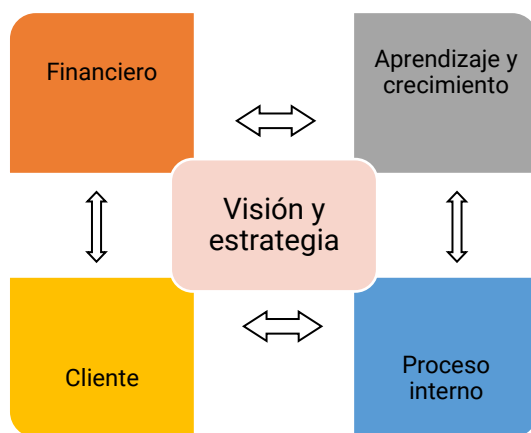 Financiero
Aprendizaje y
crecimiento
Visión y
estrategia
Cliente
Proceso
interno